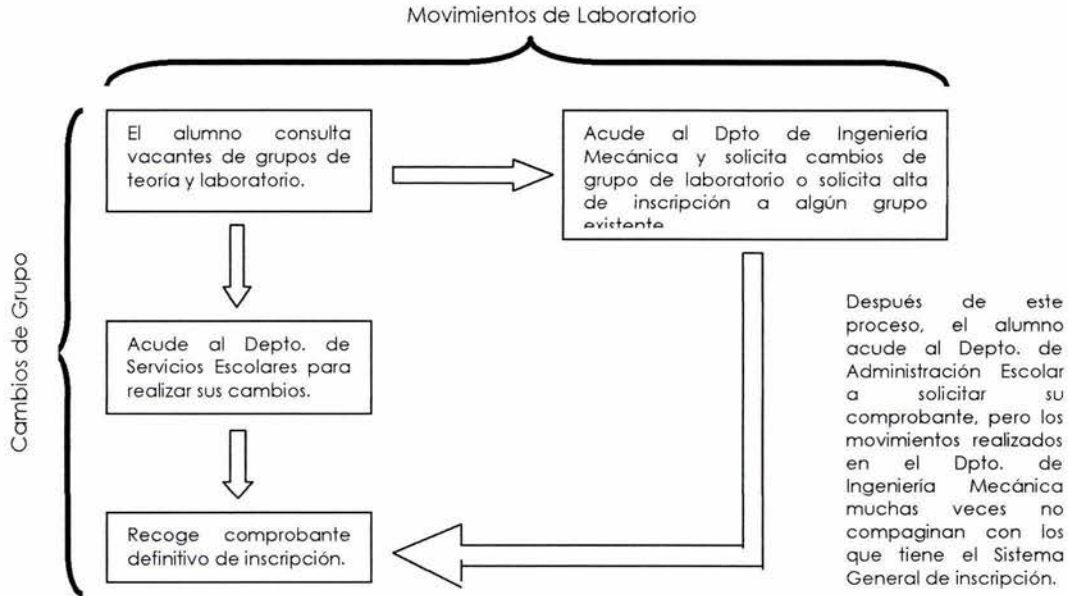 Movimientos de Laboratorio
El alumno consulta
vacantes de grupos de
teoría y laboratorio.
Acude al Dpto de Ingeniería
Mecánica y solicita cambios de
grupo de laboratorio o solicita alta
de inscripción a algún grupo
existente
Cambios de Grupo
Acude al Depto. de
Servicios Escolares para
realizar sus cambios.
Recoge comprobante
definitivo de inscripción.
Después de este
proceso, el alumno
acude al Depto. de
Administración Escolar
a solicitar su
comprobante, pero los
movimientos realizados
en el Dpto. de
Ingeniería Mecánica
muchas veces no
compaginan con los
que tiene el Sistema
General de inscripción.